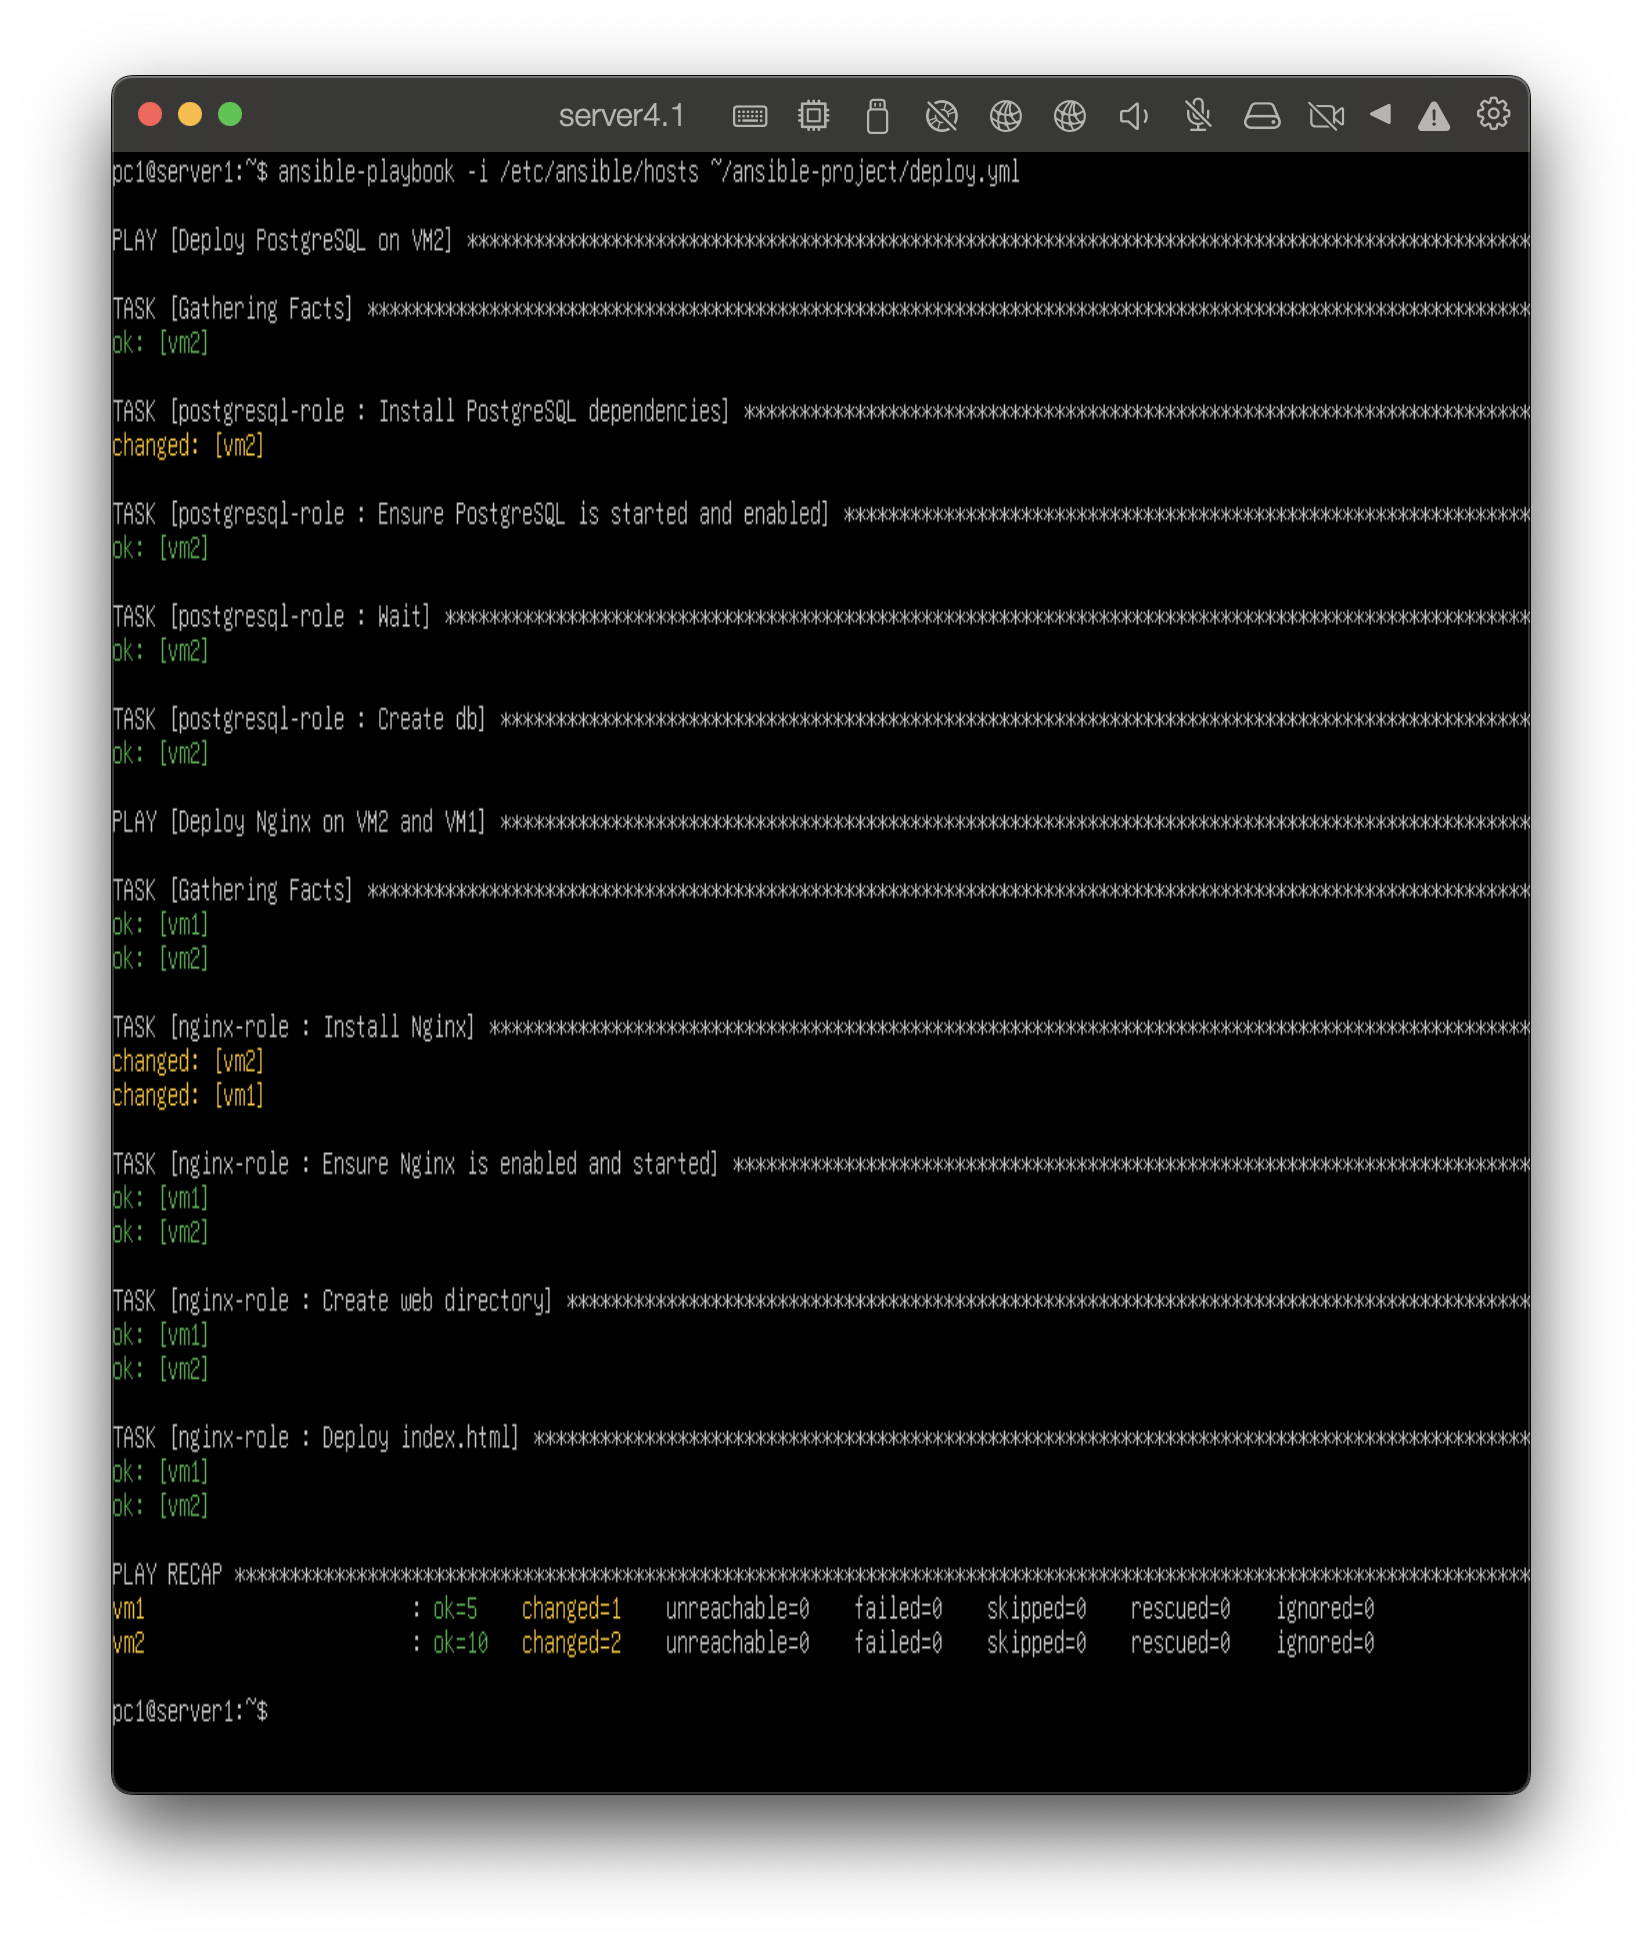 server4.1
pc1@server1:~$ ansible-playbook -i /etc/ansible/hosts ~/ansible-project/deploy.yml
PLAY [Deploy PostgreSQL on VM2] ************************************************************************************************
TASK [Gathering Facts] *********************************************************************************************************
ok: [vm2]
TASK [postgresql-role : Install PostgreSQL dependencies] ***********************************************************************
changed: [vm2]
TASK [postgresql-role : Ensure PostgreSQL is started and enabled] **************************************************************
ok: [vm2]
TASK [postgresql-role : Wait] **************************************************************************************************
ok: [vm2]
TASK [postgresql-role : Create db] *********************************************************************************************
ok: [vm2]
PLAY [Deploy Nginx on VM2 and VM1] *********************************************************************************************
TASK [Gathering Facts] *********************************************************************************************************
ok: [vm1]
ok: [vm2]
TASK [nginx-role : Install Nginx] **********************************************************************************************
changed: [vm2]
changed: [vm1]
TASK [nginx-role : Ensure Nginx is enabled and started] ************************************************************************
ok: [vm1]
ok: [vm2]
TASK [nginx-role : Create web directory] ***************************************************************************************
ok: [vm1]
ok: [vm2]
TASK [nginx-role : Deploy index.html] ******************************************************************************************
ok: [vm1]
ok: [vm2]
PLAY RECAP *********************************************************************************************************************
vm1 : ok=5 changed=1 unreachable=0 failed=0 skipped=0 rescued=0 ignored=0
vm2 : ok=10 changed=2 unreachable=0 failed=0 skipped=0 rescued=0 ignored=0
pc1@server1:~$